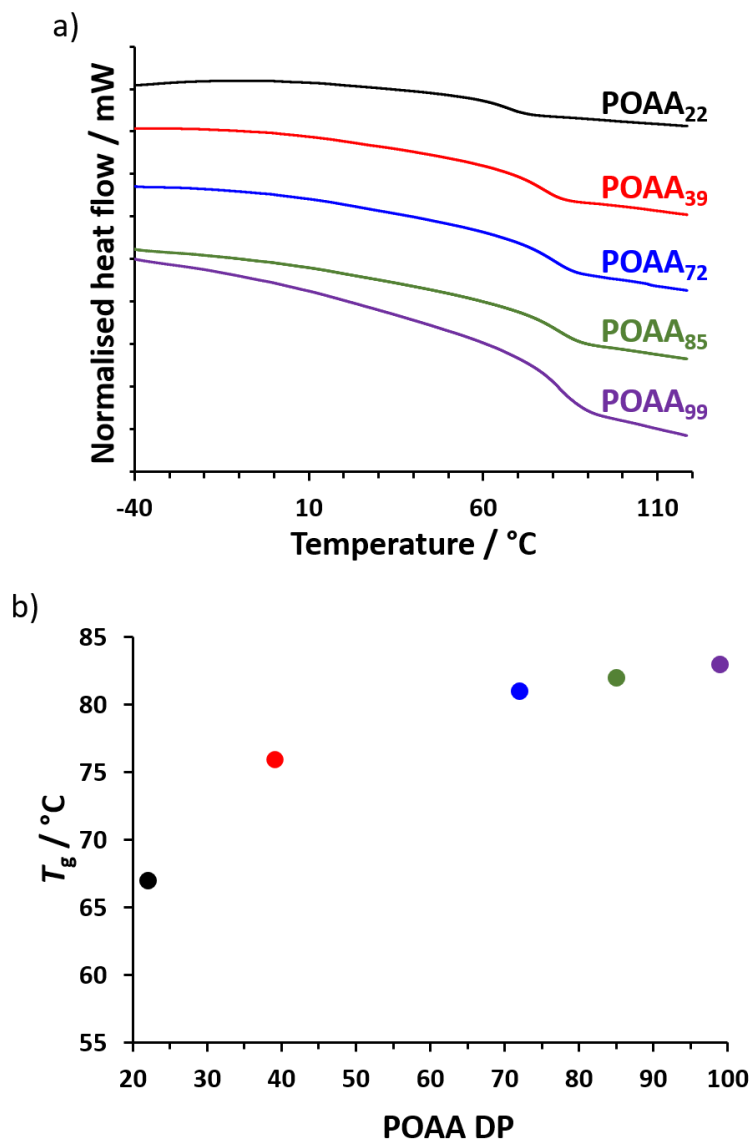 a)
Normalised heat flow / mW
POAA₂₂
POAA₃₉
POAA₇₂
POAA₈₅
POAA₉₉
-40 10 60 110
Temperature / °C
b)
Tg / °C
85
80
75
70
65
60
55
20 30 40 50 60 70 80 90 100
POAA DP